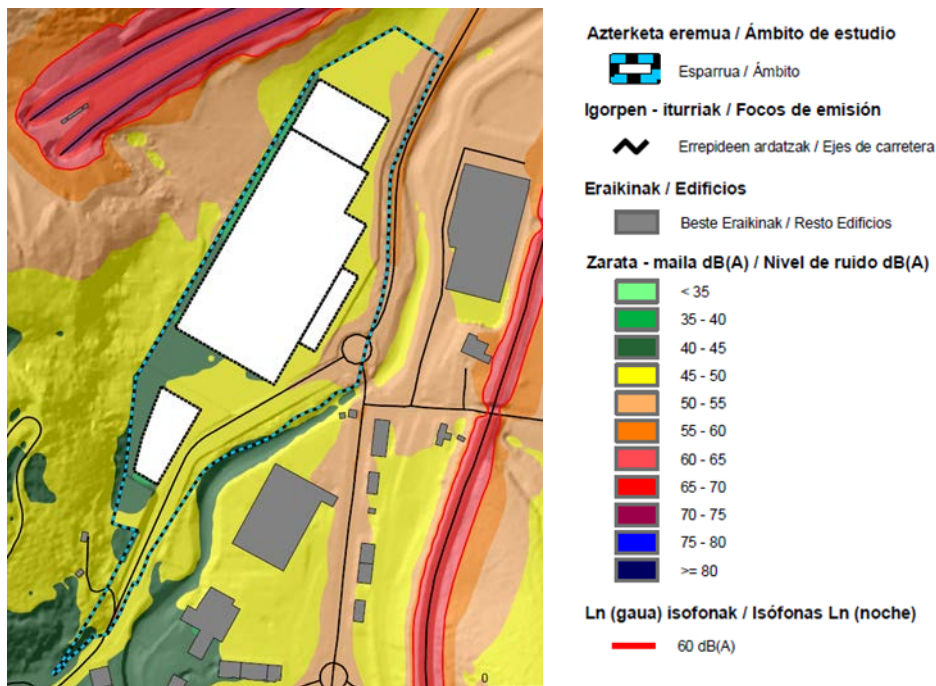 Azterketa eremua / Ámbito de estudio
Esparrua / Ámbito
Igorpen - iturriak / Focos de emisión
Errepideen ardatzak / Ejes de carretera
Eraikinak / Edificios
Beste Eraikinak / Resto Edificios
Zarata - maila dB(A) / Nivel de ruido dB(A)
< 35
35 - 40
40 - 45
45 - 50
50 - 55
55 - 60
60 - 65
65 - 70
70 - 75
75 - 80
>= 80
Ln (gaua) isofonak / Isófonas Ln (noche)
60 dB(A)
0